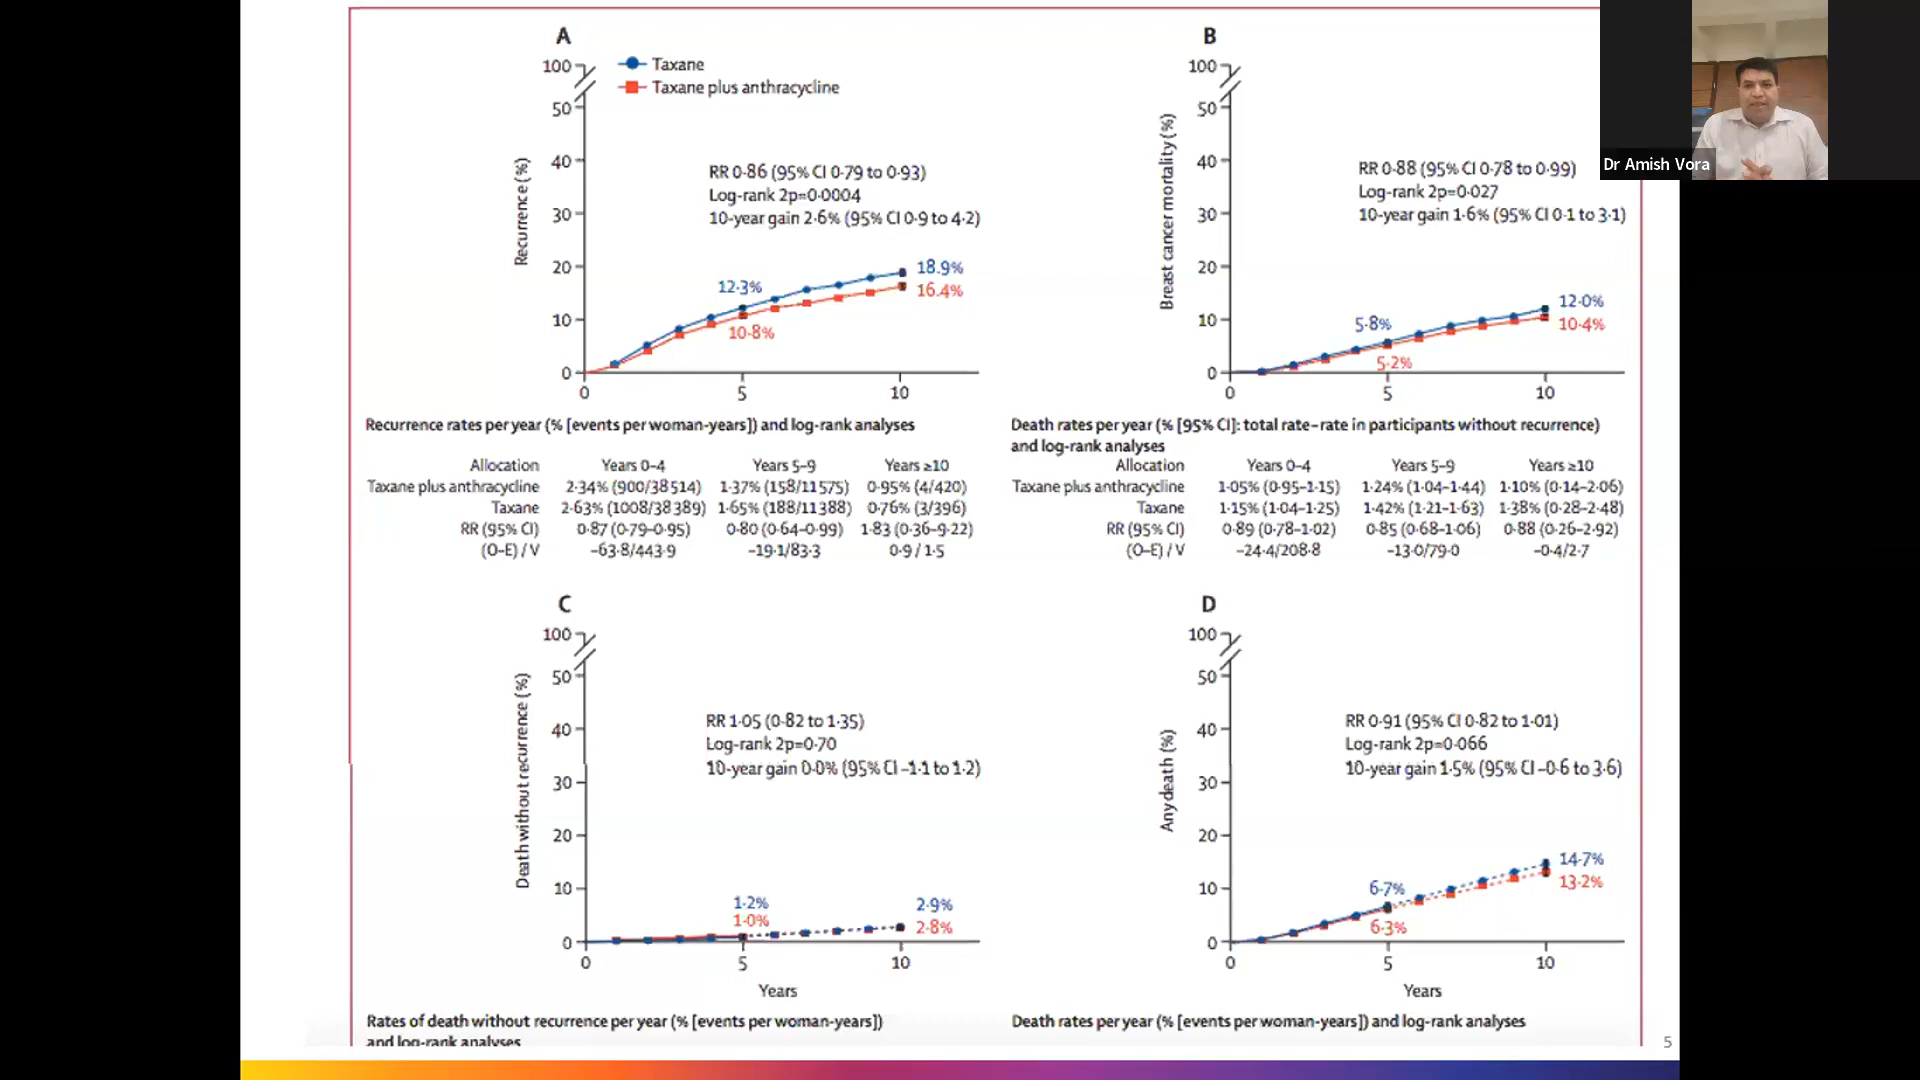 A
100
Taxane
Taxane plus anthracycline
50
40
30
20
10
0
Recurrence (%)
RR 0·86 (95% CI 0·79 to 0·93)
Log-rank 2p=0·0004
10-year gain 2·6% (95% CI 0·9 to 4·2)
12·3%
10·8%
18.9%
16.4%
0 5 10
Recurrence rates per year (% [events per woman-years]) and log-rank analyses
Allocation Years 0–4 Years 5–9 Years ≥10
Taxane plus anthracycline 2·34% (900/38514) 1·37% (158/11575) 0·95% (4/420)
Taxane 2·63% (1008/38389) 1·65% (188/11388) 0·76% (3/396)
RR (95% CI) 0·87 (0·79–0·95) 0·80 (0·64–0·99) 1·83 (0·36–9·22)
(O–E) / V –63·8/443·9 –19·1/83·3 0·9 / 1·5
B
100
50
40
30
20
10
0
Breast cancer mortality (%)
RR 0·88 (95% CI 0·78 to 0·99)
Log-rank 2p=0·027
10-year gain 1·6% (95% CI 0·1 to 3·1)
5·8%
5·2%
12·0%
10·4%
0 5 10
Death rates per year (% [95% CI]: total rate–rate in participants without recurrence)
and log-rank analyses
Allocation Years 0–4 Years 5–9 Years ≥10
Taxane plus anthracycline 1·05% (0·95–1·15) 1·24% (1·04–1·44) 1·10% (0·14–2·06)
Taxane 1·15% (1·04–1·25) 1·42% (1·21–1·63) 1·38% (0·28–2·48)
RR (95% CI) 0·89 (0·78–1·02) 0·85 (0·68–1·06) 0·88 (0·26–2·92)
(O–E) / V –24·4/208·8 –13·0/79·0 –0·4/2·7
C
100
50
40
30
20
10
0
Death without recurrence (%)
RR 1·05 (0·82 to 1·35)
Log-rank 2p=0·70
10-year gain 0·0% (95% CI –1·1 to 1·2)
1·2%
1·0%
2·9%
2·8%
0 5 10
Years
Rates of death without recurrence per year (% [events per woman-years])
and log-rank analyses
D
100
50
40
30
20
10
0
Any death (%)
RR 0·91 (95% CI 0·82 to 1·01)
Log-rank 2p=0·066
10-year gain 1·5% (95% CI –0·6 to 3·6)
6·7%
6·3%
14·7%
13·2%
0 5 10
Years
Death rates per year (% [events per woman-years]) and log-rank analyses
5
Dr Amish Vora